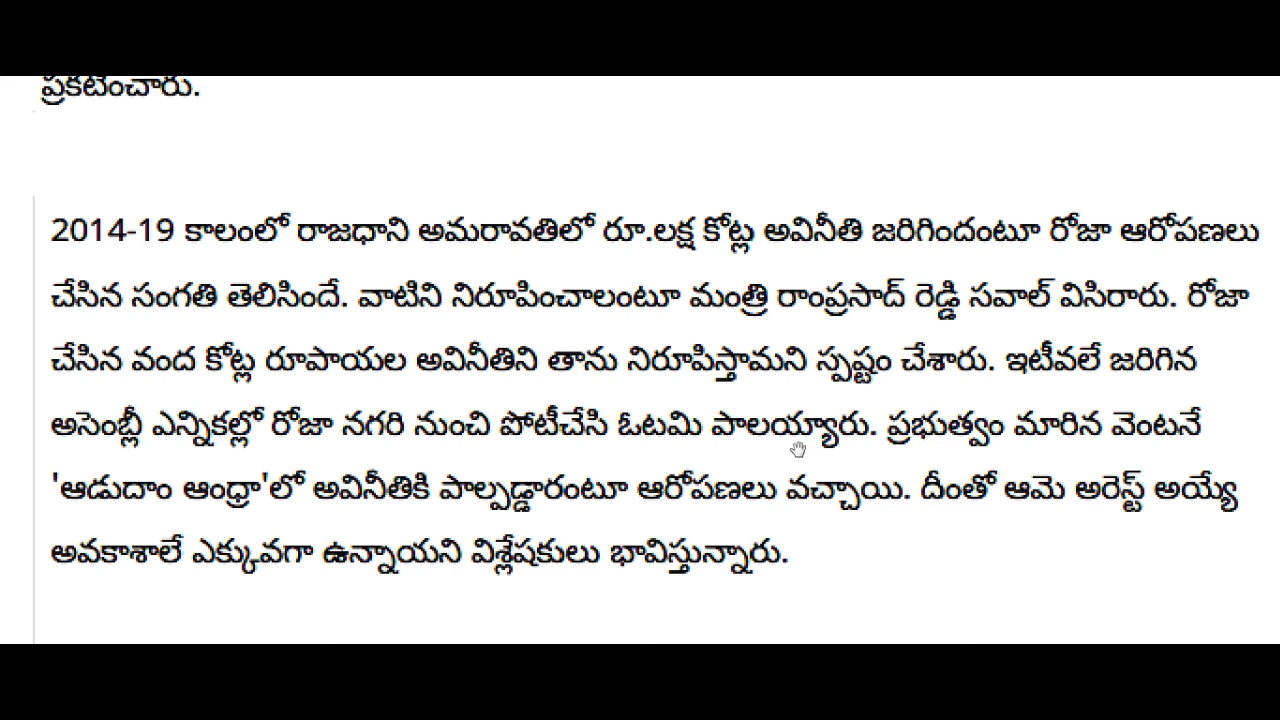 ప్రకటించారు.
2014-19 కాలంలో రాజధాని అమరావతిలో రూ.లక్ష కోట్ల అవినీతి జరిగిందంటూ రోజా ఆరోపణలు
చేసిన సంగతి తెలిసిందే. వాటిని నిరూపించాలంటూ మంత్రి రాంప్రసాద్ రెడ్డి సవాల్ విసిరారు. రోజా
చేసిన వంద కోట్ల రూపాయల అవినీతిని తాను నిరూపిస్తామని స్పష్టం చేశారు. ఇటీవలే జరిగిన
అసెంబ్లీ ఎన్నికల్లో రోజా నగరి నుంచి పోటీచేసి ఓటమి పాలయ్యారు. ప్రభుత్వం మారిన వెంటనే
'ఆడుదాం ఆంధ్రా'లో అవినీతికి పాల్పడ్డారంటూ ఆరోపణలు వచ్చాయి. దీంతో ఆమె అరెస్ట్ అయ్యే
అవకాశాలే ఎక్కువగా ఉన్నాయని విశ్లేషకులు భావిస్తున్నారు.